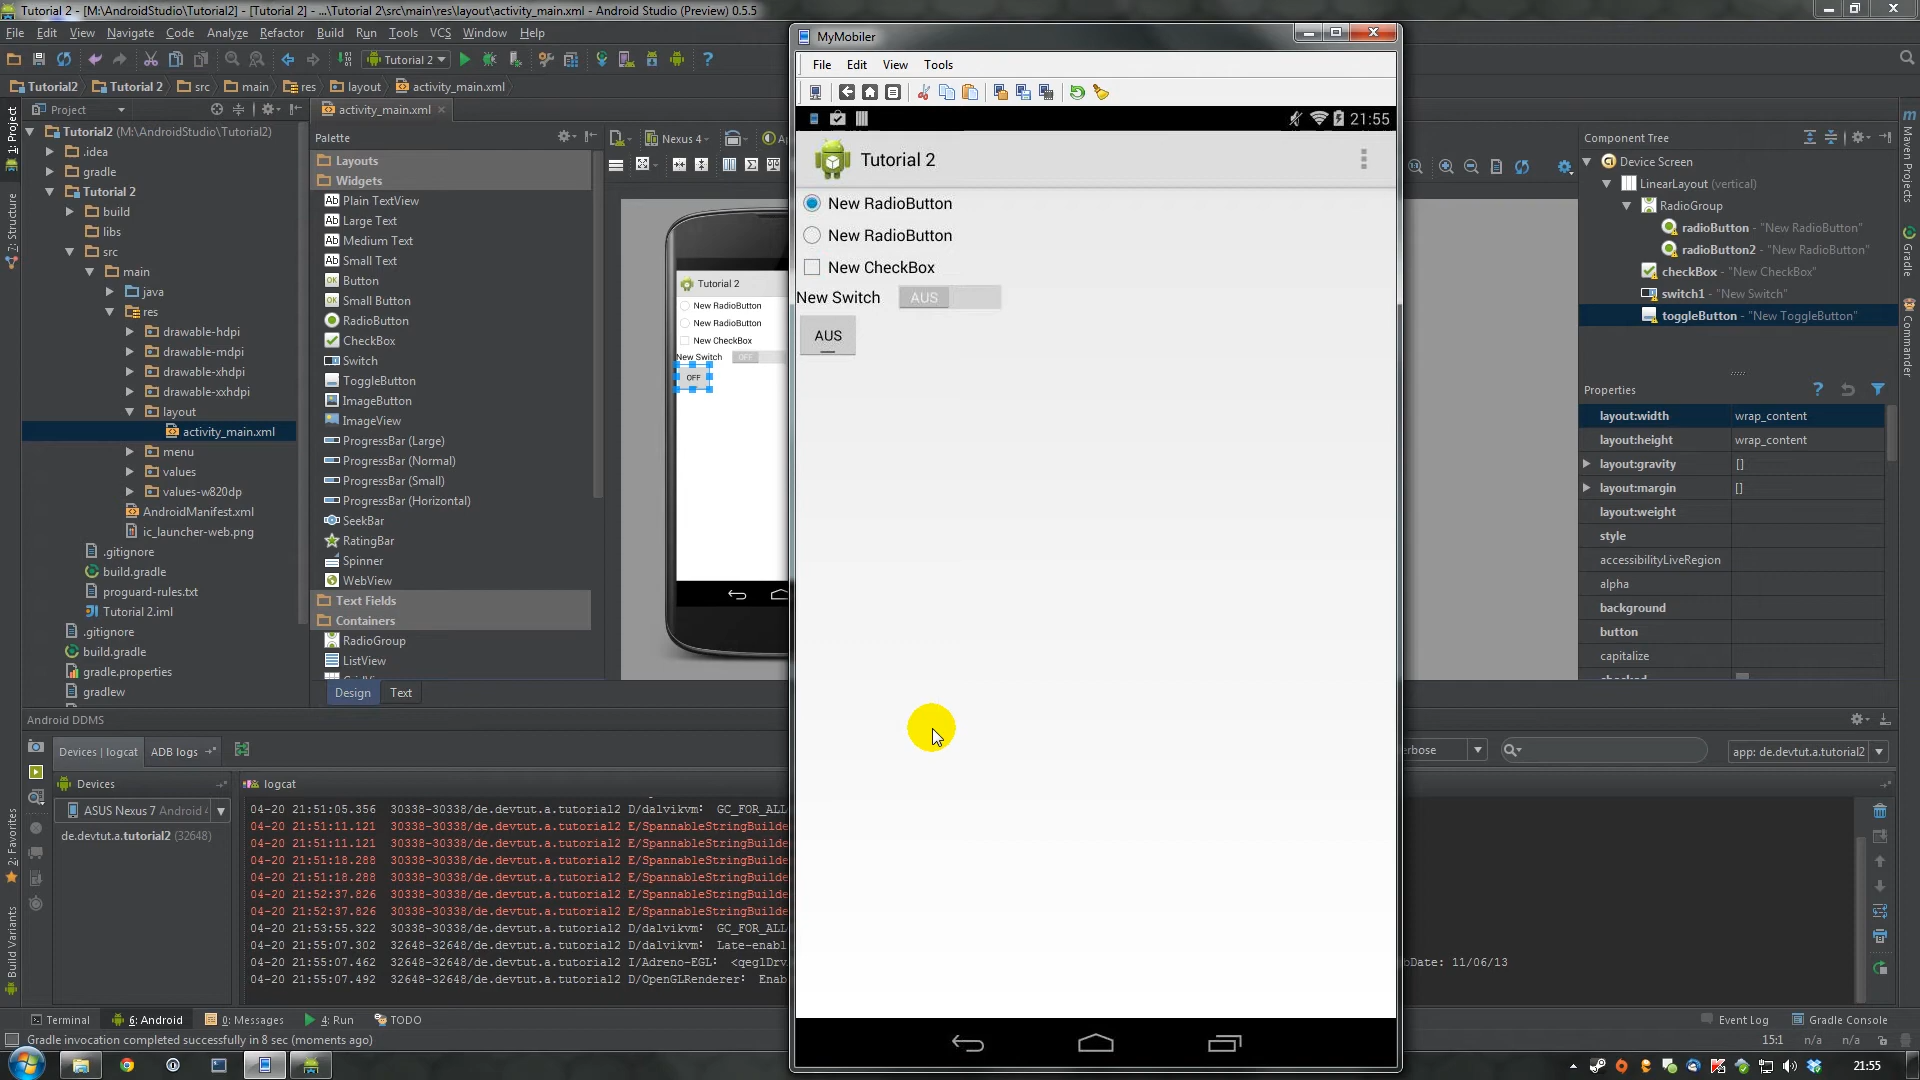 Tutorial 2 - [M:\AndroidStudio\Tutorial2] - [Tutorial 2] - ...\Tutorial 2\src\main\res\layout\activity_main.xml - Android Studio (Preview) 0.5.5
File Edit View Navigate Code Analyze Refactor Build Run Tools VCS Window Help
Tutorial 2
Tutorial2 Tutorial 2 src main res layout activity_main.xml
1: Project
7: Structure
2: Favorites
Build Variants
Project
Tutorial2 (M:\AndroidStudio\Tutorial2)
.idea
gradle
Tutorial 2
build
libs
src
main
java
res
drawable-hdpi
drawable-mdpi
drawable-xhdpi
drawable-xxhdpi
layout
activity_main.xml
menu
values
values-w820dp
AndroidManifest.xml
ic_launcher-web.png
.gitignore
build.gradle
proguard-rules.txt
Tutorial 2.iml
.gitignore
build.gradle
gradle.properties
gradlew
activity_main.xml
Palette
Layouts
Widgets
Plain TextView
Large Text
Medium Text
Small Text
Button
Small Button
RadioButton
CheckBox
Switch
ToggleButton
ImageButton
ImageView
ProgressBar (Large)
ProgressBar (Normal)
ProgressBar (Small)
ProgressBar (Horizontal)
SeekBar
RatingBar
Spinner
WebView
Text Fields
Containers
RadioGroup
ListView
Design Text
Nexus 4
Tutorial 2
New RadioButton
New RadioButton
New CheckBox
New Switch OFF
OFF
MyMobiler
File Edit View Tools
21:55
Tutorial 2
New RadioButton
New RadioButton
New CheckBox
New Switch AUS
AUS
Component Tree
Device Screen
LinearLayout (vertical)
RadioGroup
radioButton - "New RadioButton"
radioButton2 - "New RadioButton"
checkBox - "New CheckBox"
switch1 - "New Switch"
toggleButton - "New ToggleButton"
Properties
layout:width wrap_content
layout:height wrap_content
layout:gravity []
layout:margin []
layout:weight
style
accessibilityLiveRegion
alpha
background
button
capitalize
Maven Projects
Gradle
Commander
Android DDMS
Devices | logcat ADB logs
Devices
ASUS Nexus 7 Android
de.devtut.a.tutorial2 (32648)
logcat
erbose
app: de.devtut.a.tutorial2
04-20 21:51:05.356 30338-30338/de.devtut.a.tutorial2 D/dalvikvm: GC_FOR_ALL
04-20 21:51:11.121 30338-30338/de.devtut.a.tutorial2 E/SpannableStringBuilde
04-20 21:51:11.121 30338-30338/de.devtut.a.tutorial2 E/SpannableStringBuilde
04-20 21:51:18.288 30338-30338/de.devtut.a.tutorial2 E/SpannableStringBuilde
04-20 21:51:18.288 30338-30338/de.devtut.a.tutorial2 E/SpannableStringBuilde
04-20 21:52:37.826 30338-30338/de.devtut.a.tutorial2 E/SpannableStringBuilde
04-20 21:52:37.826 30338-30338/de.devtut.a.tutorial2 E/SpannableStringBuilde
04-20 21:53:55.322 30338-30338/de.devtut.a.tutorial2 D/dalvikvm: GC_FOR_ALL
04-20 21:55:07.302 32648-32648/de.devtut.a.tutorial2 D/dalvikvm: Late-enabl
04-20 21:55:07.462 32648-32648/de.devtut.a.tutorial2 I/Adreno-EGL: <qeglDrv
Date: 11/06/13
04-20 21:55:07.492 32648-32648/de.devtut.a.tutorial2 D/OpenGLRenderer: Enab
Terminal 6: Android 0: Messages 4: Run TODO
Event Log Gradle Console
Gradle invocation completed successfully in 8 sec (moments ago)
15:1 n/a n/a
21:55